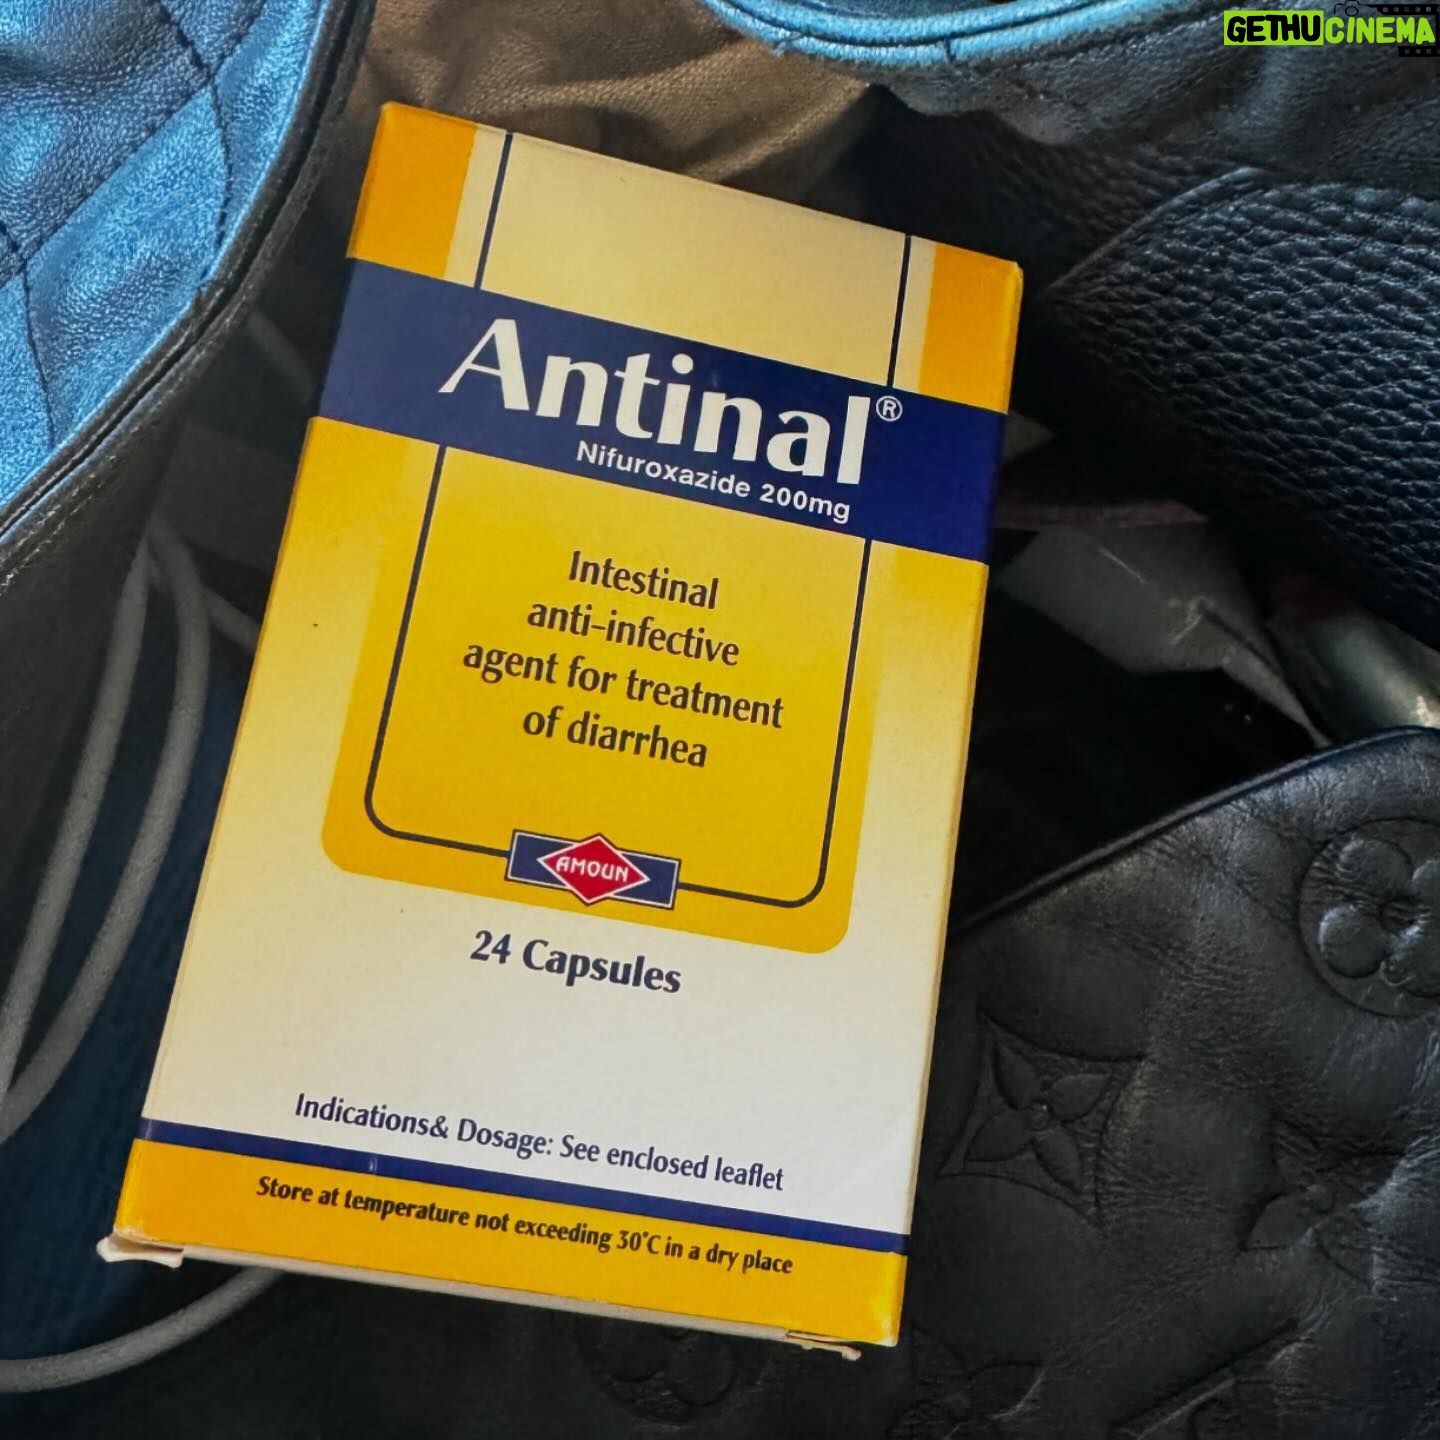 GETHUCINEMA
Antinal®
Nifuroxazide 200mg
Intestinal
anti-infective
agent for treatment
of diarrhea
AMOUN
24 Capsules
Indications& Dosage: See enclosed leaflet
Store at temperature not exceeding 30°C in a dry place